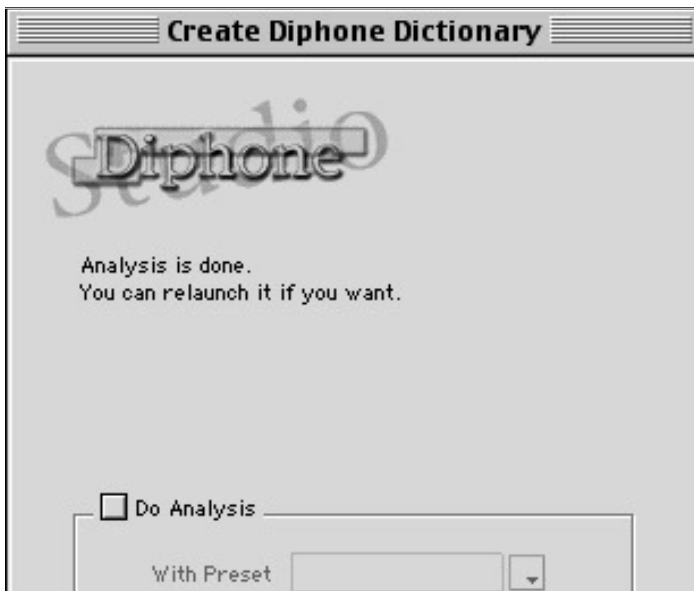 Create Diphone Dictionary
Studio
Diphone
Analysis is done.
You can relaunch it if you want.
Do Analysis
With Preset